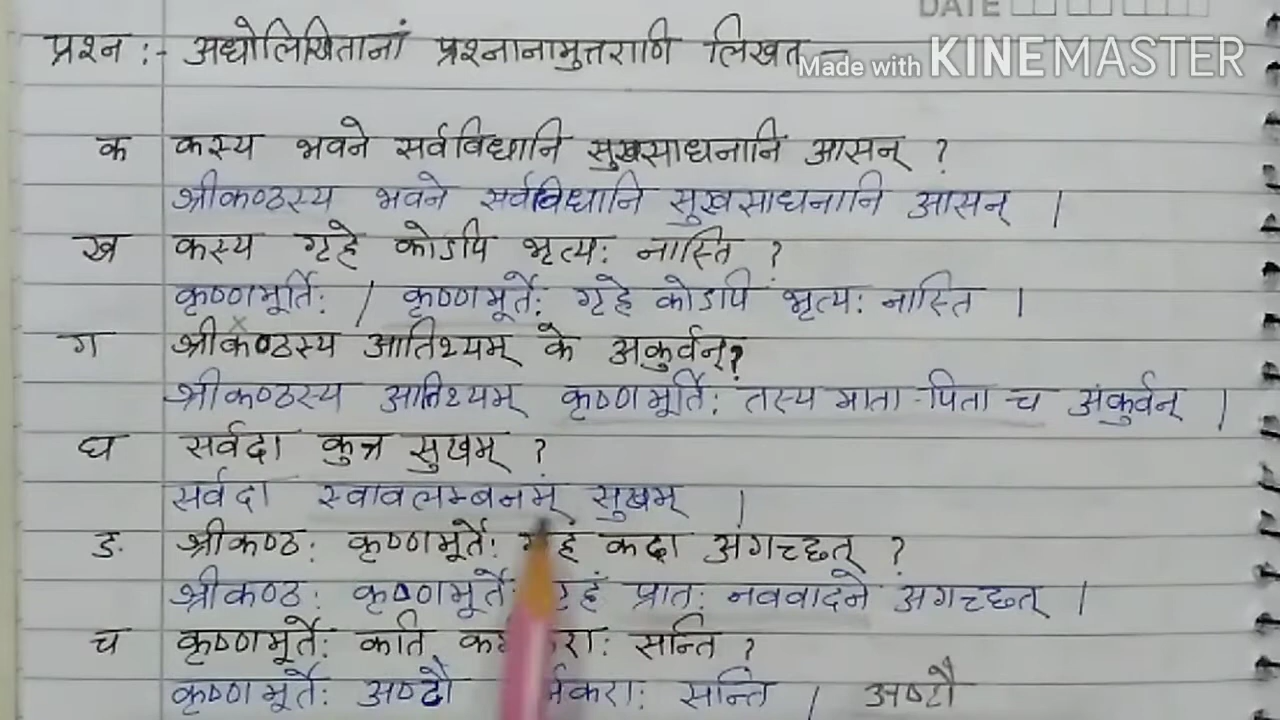 DATE
प्रश्न :- अधोलिखितानां प्रश्नानामुत्तराणि लिखत -
Made with KINEMASTER
क कस्य भवने सर्वविधानि सुखसाधनानि आसन् ?
श्रीकण्ठस्य भवने सर्वविधानि सुखसाधनानि आसन् ।
ख कस्य गृहे कोऽपि भृत्यः नास्ति ?
कृष्णमूर्तिः / कृष्णमूर्तेः गृहे कोऽपि भृत्यः नास्ति ।
ग श्रीकण्ठस्य आतिथ्यम् के अकुर्वन् ?
श्रीकण्ठस्य आतिथ्यम् कृष्णमूर्तिः तस्य माता-पिता च अकुर्वन् ।
घ सर्वदा कुत्र सुखम् ?
सर्वदा स्वावलम्बनम् सुखम् ।
ङ. श्रीकण्ठः कृष्णमूर्तेः कदा अगच्छत् ?
श्रीकण्ठः कृष्णमूर्तेः प्रातः नववादने अगच्छत् ।
च कृष्णमूर्तेः कति सन्ति ?
कृष्णमूर्तेः अष्टौ सन्ति । अष्टौ